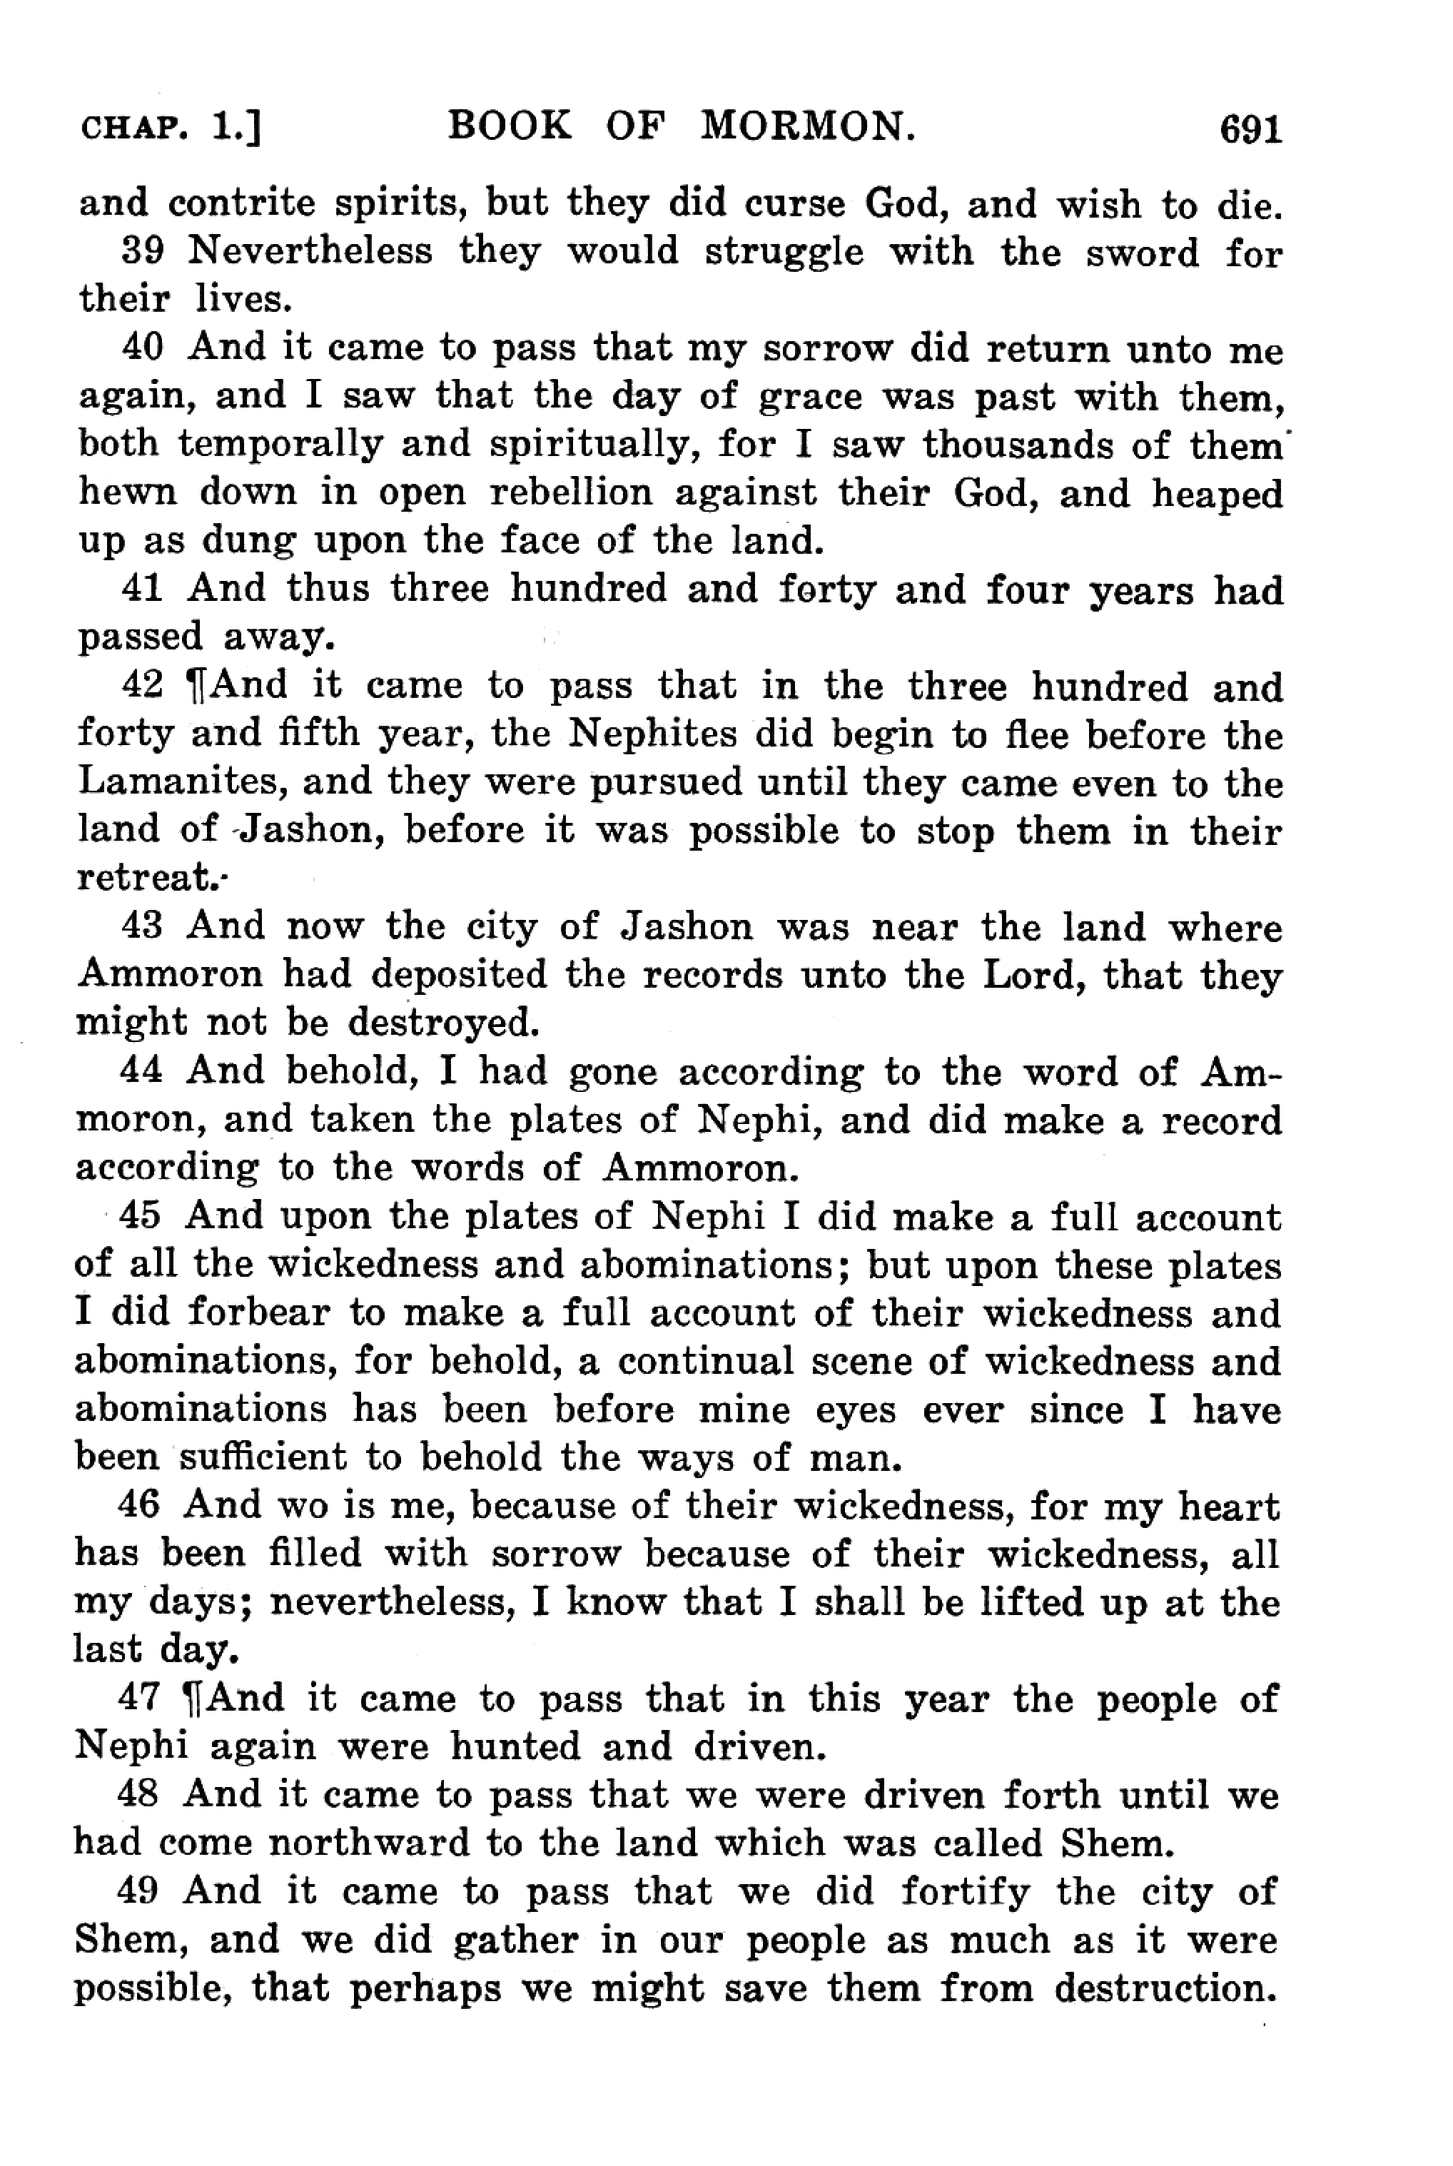 CHAP. 1.] BOOK OF MORMON. 691
and contrite spirits, but they did curse God, and wish to die.
39 Nevertheless they would struggle with the sword for
their lives.
40 And it came to pass that my sorrow did return unto me
again, and I saw that the day of grace was past with them,
both temporally and spiritually, for I saw thousands of them
hewn down in open rebellion against their God, and heaped
up as dung upon the face of the land.
41 And thus three hundred and forty and four years had
passed away.
42 ¶And it came to pass that in the three hundred and
forty and fifth year, the Nephites did begin to flee before the
Lamanites, and they were pursued until they came even to the
land of Jashon, before it was possible to stop them in their
retreat.
43 And now the city of Jashon was near the land where
Ammoron had deposited the records unto the Lord, that they
might not be destroyed.
44 And behold, I had gone according to the word of Am-
moron, and taken the plates of Nephi, and did make a record
according to the words of Ammoron.
45 And upon the plates of Nephi I did make a full account
of all the wickedness and abominations; but upon these plates
I did forbear to make a full account of their wickedness and
abominations, for behold, a continual scene of wickedness and
abominations has been before mine eyes ever since I have
been sufficient to behold the ways of man.
46 And wo is me, because of their wickedness, for my heart
has been filled with sorrow because of their wickedness, all
my days; nevertheless, I know that I shall be lifted up at the
last day.
47 ¶And it came to pass that in this year the people of
Nephi again were hunted and driven.
48 And it came to pass that we were driven forth until we
had come northward to the land which was called Shem.
49 And it came to pass that we did fortify the city of
Shem, and we did gather in our people as much as it were
possible, that perhaps we might save them from destruction.